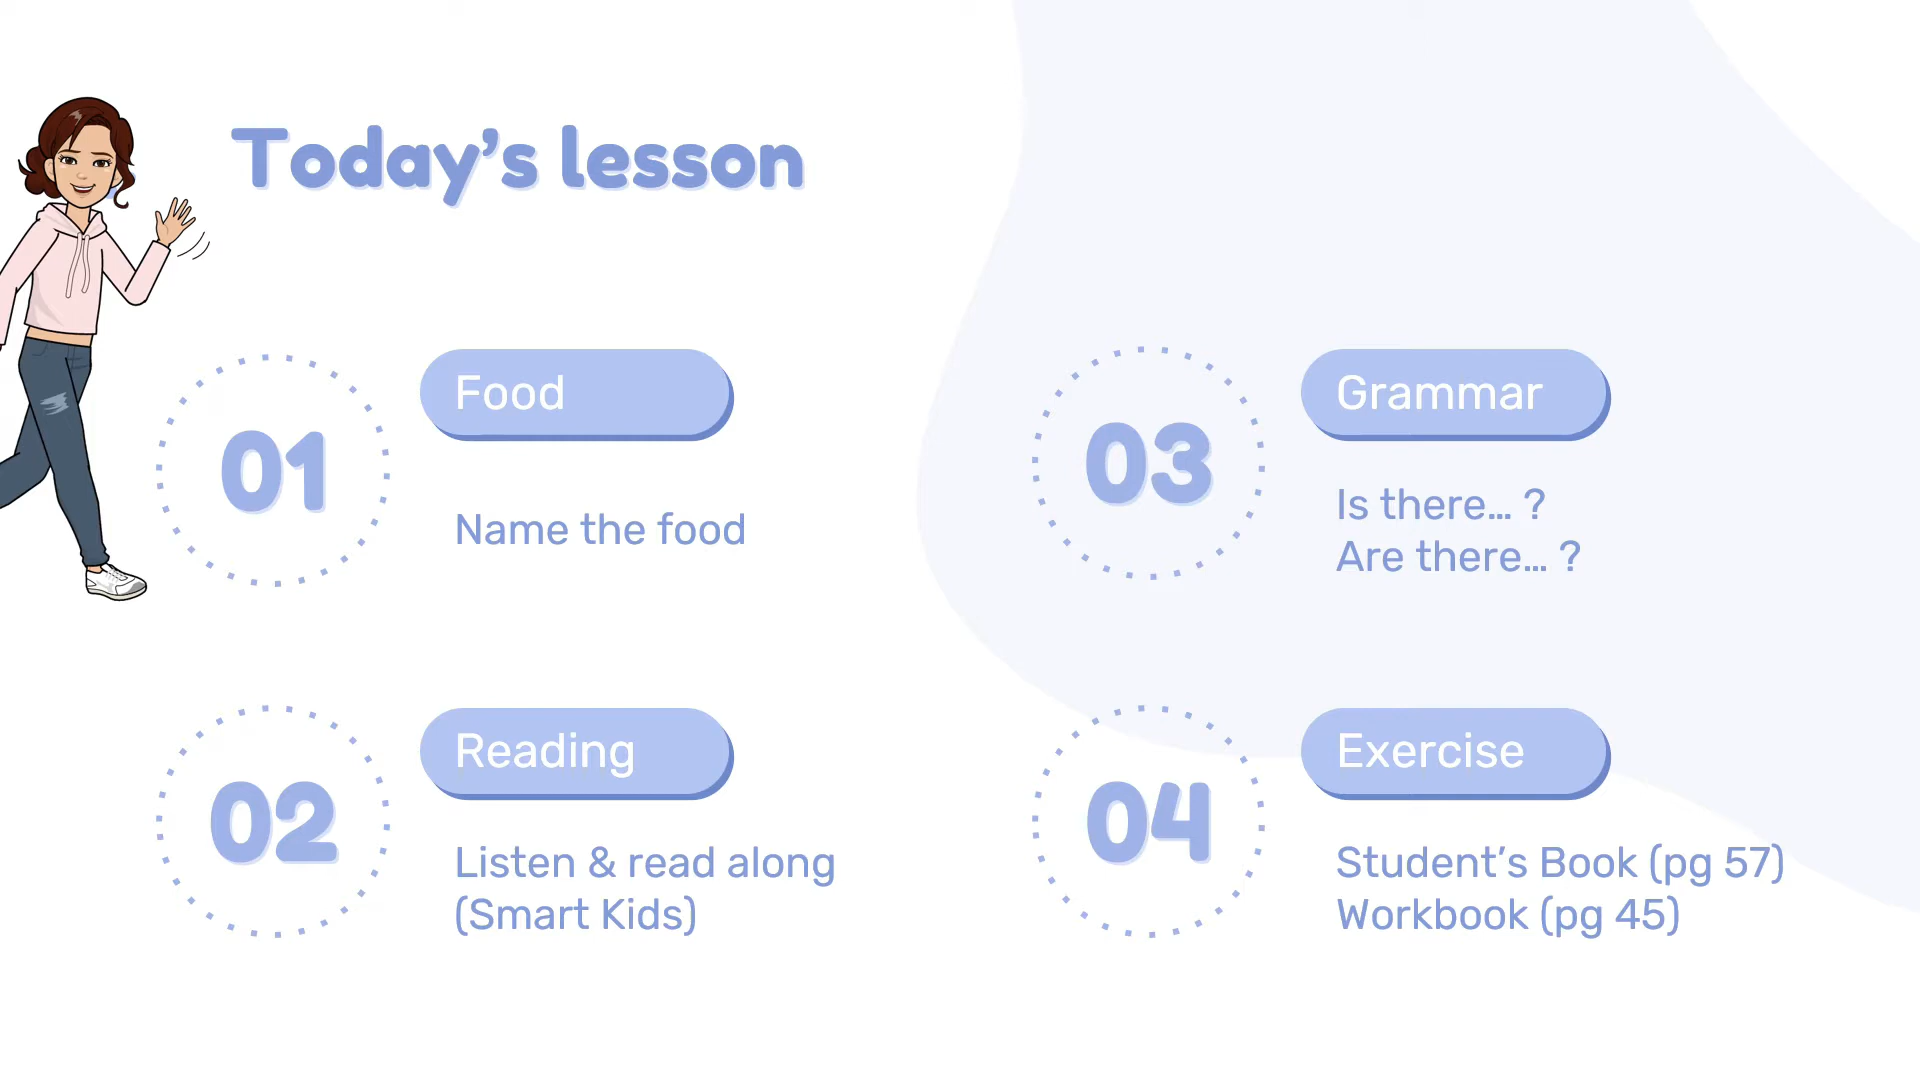 Today's lesson
01
Food
Name the food
02
Reading
Listen & read along
(Smart Kids)
03
Grammar
Is there... ?
Are there... ?
04
Exercise
Student's Book (pg 57)
Workbook (pg 45)